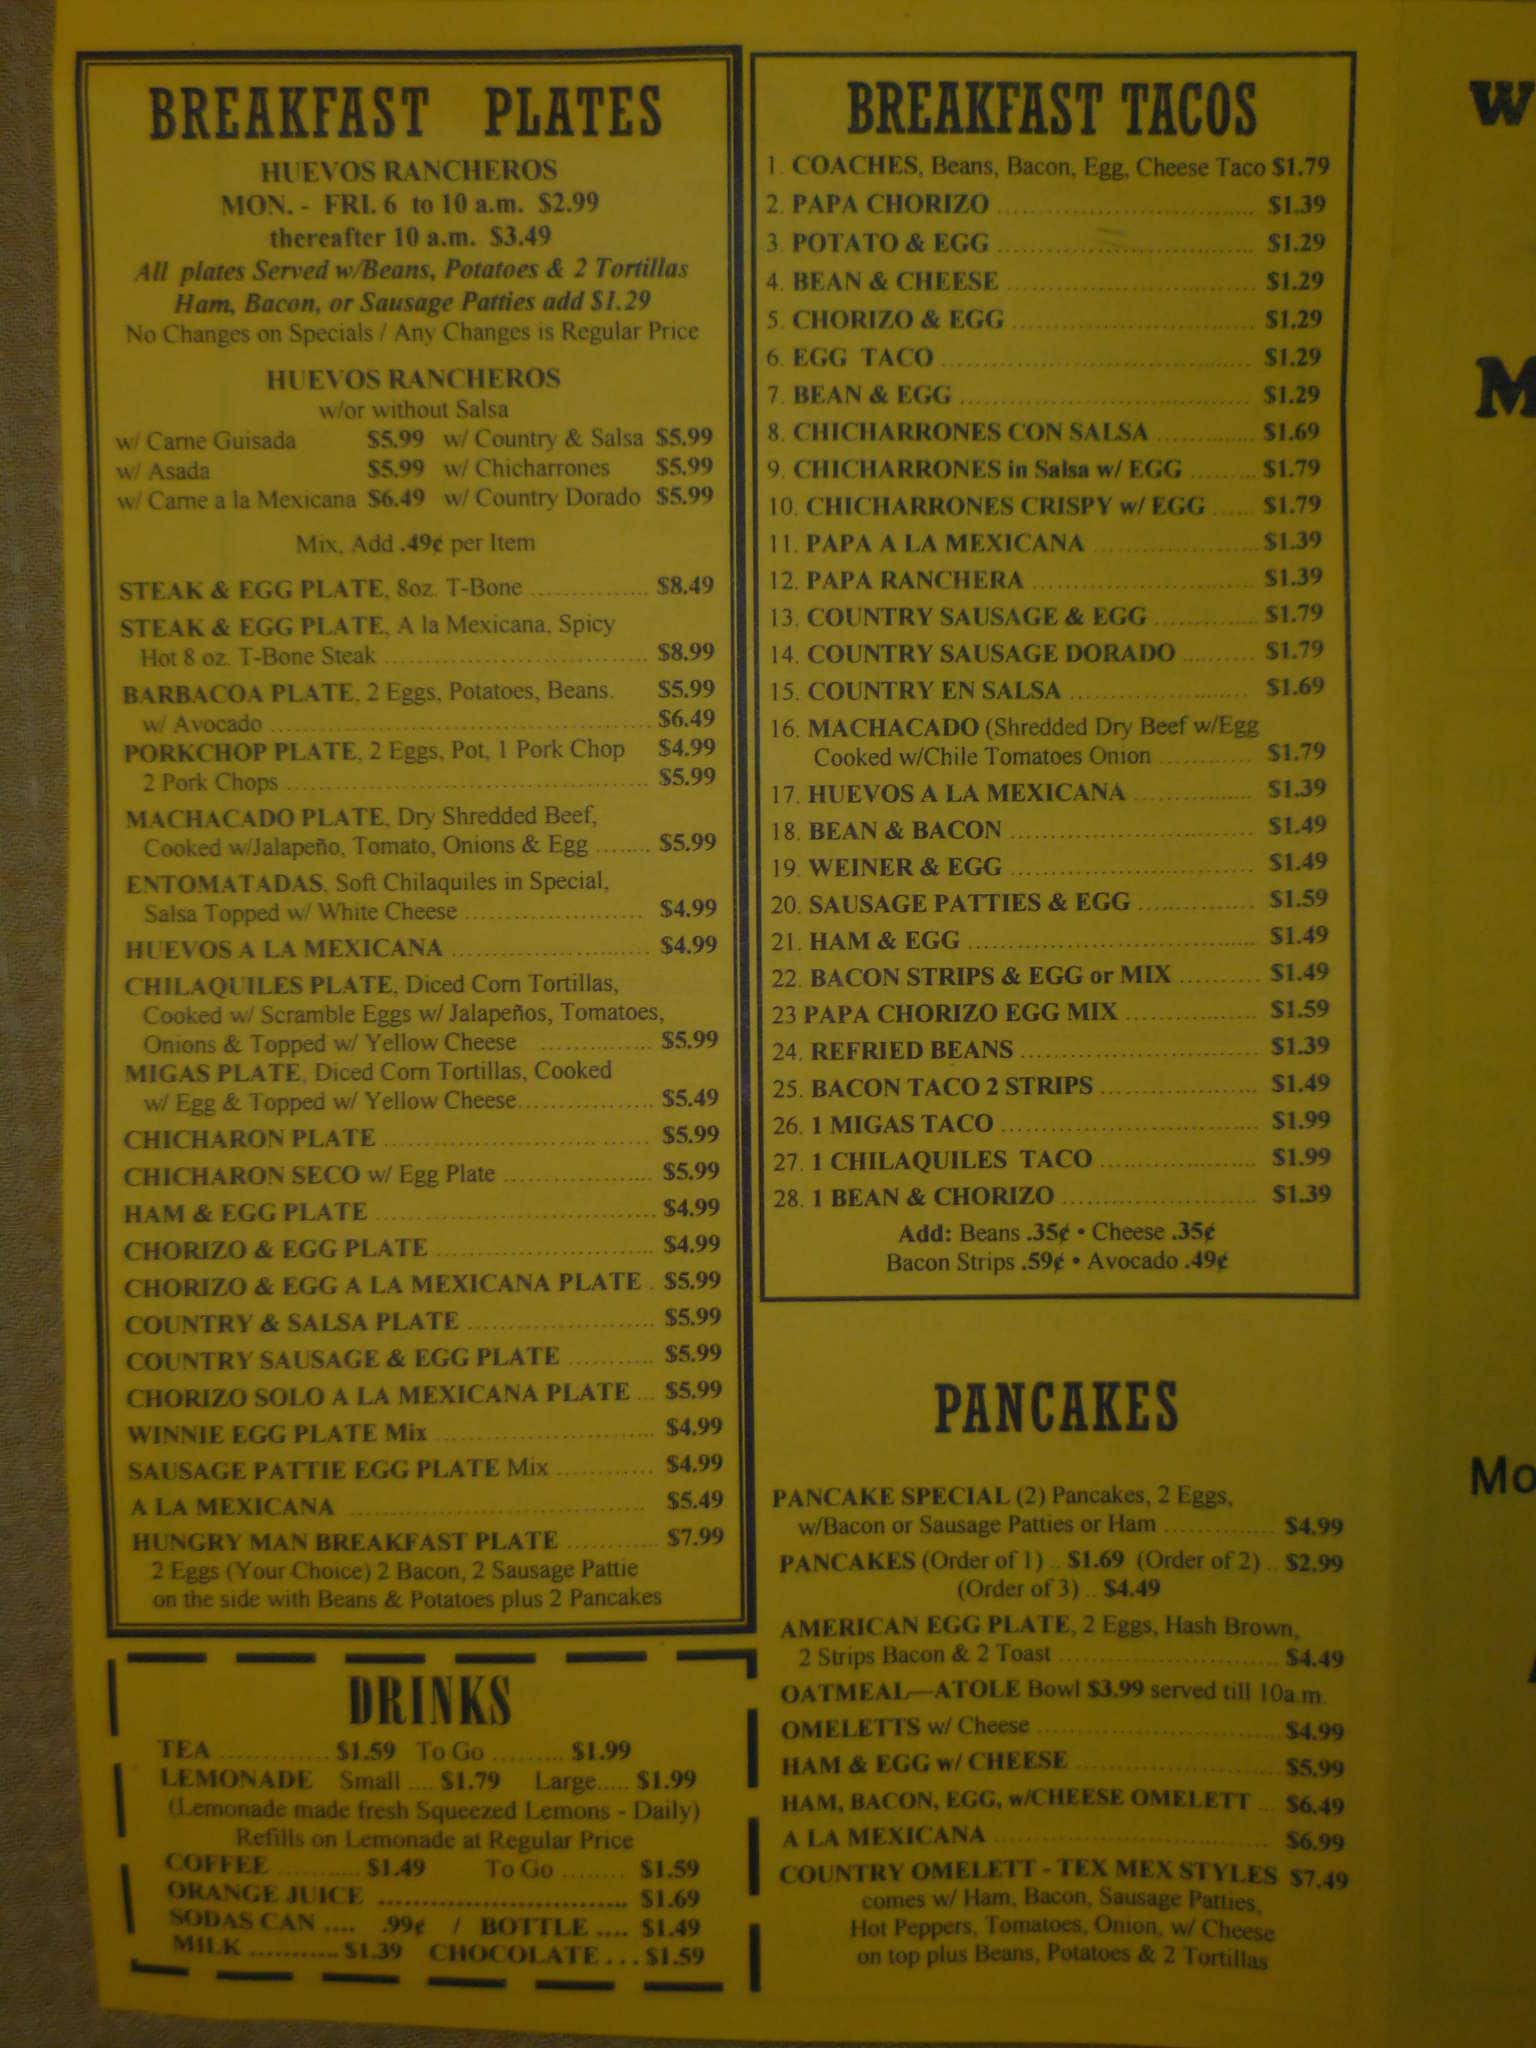 BREAKFAST PLATES
HUEVOS RANCHEROS
MON. - FRI. 6 to 10 a.m. $2.99
thereafter 10 a.m. $3.49
All plates Served w/Beans, Potatoes & 2 Tortillas
Ham, Bacon, or Sausage Patties add $1.29
No Changes on Specials / Any Changes is Regular Price
HUEVOS RANCHEROS
w/or without Salsa
w/ Carne Guisada $5.99 w/ Country & Salsa $5.99
w/ Asada $5.99 w/ Chicharrones $5.99
w/ Carne a la Mexicana $6.49 w/ Country Dorado $5.99
Mix, Add .49¢ per Item
STEAK & EGG PLATE, 8oz. T-Bone ............... $8.49
STEAK & EGG PLATE, A la Mexicana, Spicy
Hot 8 oz. T-Bone Steak ................................. $8.99
BARBACOA PLATE, 2 Eggs, Potatoes, Beans. $5.99
w/ Avocado ................................................ $6.49
PORKCHOP PLATE, 2 Eggs, Pot, 1 Pork Chop $4.99
2 Pork Chops .............................................. $5.99
MACHACADO PLATE, Dry Shredded Beef,
Cooked w/Jalapeño, Tomato, Onions & Egg ........ $5.99
ENTOMATADAS, Soft Chilaquiles in Special,
Salsa Topped w/ White Cheese ....................... $4.99
HUEVOS A LA MEXICANA .......................... $4.99
CHILAQUILES PLATE, Diced Corn Tortillas,
Cooked w/ Scramble Eggs w/ Jalapeños, Tomatoes,
Onions & Topped w/ Yellow Cheese .............. $5.99
MIGAS PLATE, Diced Corn Tortillas, Cooked
w/ Egg & Topped w/ Yellow Cheese................. $5.49
CHICHARON PLATE .................................. $5.99
CHICHARON SECO w/ Egg Plate ................... $5.99
HAM & EGG PLATE .................................... $4.99
CHORIZO & EGG PLATE ............................ $4.99
CHORIZO & EGG A LA MEXICANA PLATE . $5.99
COUNTRY & SALSA PLATE ........................ $5.99
COUNTRY SAUSAGE & EGG PLATE ........... $5.99
CHORIZO SOLO A LA MEXICANA PLATE ... $5.99
WINNIE EGG PLATE Mix ............................ $4.99
SAUSAGE PATTIE EGG PLATE Mix ............. $4.99
A LA MEXICANA ...................................... $5.49
HUNGRY MAN BREAKFAST PLATE ............ $7.99
2 Eggs (Your Choice) 2 Bacon, 2 Sausage Pattie
on the side with Beans & Potatoes plus 2 Pancakes
DRINKS
TEA ............. $1.59 To Go ......... $1.99
LEMONADE Small .... $1.79 Large..... $1.99
(Lemonade made fresh Squeezed Lemons - Daily)
Refills on Lemonade at Regular Price
COFFEE ........... $1.49 To Go ........ $1.59
ORANGE JUICE ............................. $1.69
SODAS CAN .... .99¢ / BOTTLE .... $1.49
MILK ........... $1.39 CHOCOLATE . . . $1.59
BREAKFAST TACOS
1. COACHES, Beans, Bacon, Egg, Cheese Taco $1.79
2. PAPA CHORIZO .................................. $1.39
3. POTATO & EGG .................................. $1.29
4. BEAN & CHEESE ................................ $1.29
5. CHORIZO & EGG ................................ $1.29
6. EGG TACO ........................................ $1.29
7. BEAN & EGG ..................................... $1.29
8. CHICHARRONES CON SALSA ............. $1.69
9. CHICHARRONES in Salsa w/ EGG ......... $1.79
10. CHICHARRONES CRISPY w/ EGG ...... $1.79
11. PAPA A LA MEXICANA ...................... $1.39
12. PAPA RANCHERA ............................. $1.39
13. COUNTRY SAUSAGE & EGG ............. $1.79
14. COUNTRY SAUSAGE DORADO .......... $1.79
15. COUNTRY EN SALSA ....................... $1.69
16. MACHACADO (Shredded Dry Beef w/Egg
Cooked w/Chile Tomatoes Onion ............ $1.79
17. HUEVOS A LA MEXICANA ................ $1.39
18. BEAN & BACON ................................ $1.49
19. WEINER & EGG ................................ $1.49
20. SAUSAGE PATTIES & EGG ............... $1.59
21. HAM & EGG ..................................... $1.49
22. BACON STRIPS & EGG or MIX ........... $1.49
23 PAPA CHORIZO EGG MIX ................. $1.59
24. REFRIED BEANS ............................... $1.39
25. BACON TACO 2 STRIPS ..................... $1.49
26. 1 MIGAS TACO ................................. $1.99
27. 1 CHILAQUILES TACO .................... $1.99
28. 1 BEAN & CHORIZO ......................... $1.39
Add: Beans .35¢ • Cheese .35¢
Bacon Strips .59¢ • Avocado .49¢
PANCAKES
PANCAKE SPECIAL (2) Pancakes, 2 Eggs,
w/Bacon or Sausage Patties or Ham .............. $4.99
PANCAKES (Order of 1) .. $1.69 (Order of 2) .. $2.99
(Order of 3) .. $4.49
AMERICAN EGG PLATE, 2 Eggs, Hash Brown,
2 Strips Bacon & 2 Toast ............................ $4.49
OATMEAL—ATOLE Bowl $3.99 served till 10a.m.
OMELETTS w/ Cheese ................................ $4.99
HAM & EGG w/ CHEESE ........................... $5.99
HAM, BACON, EGG, w/CHEESE OMELETT ... $6.49
A LA MEXICANA .................................... $6.99
COUNTRY OMELETT - TEX MEX STYLES $7.49
comes w/ Ham, Bacon, Sausage Patties,
Hot Peppers, Tomatoes, Onion, w/ Cheese
on top plus Beans, Potatoes & 2 Tortillas
W
M
Mo